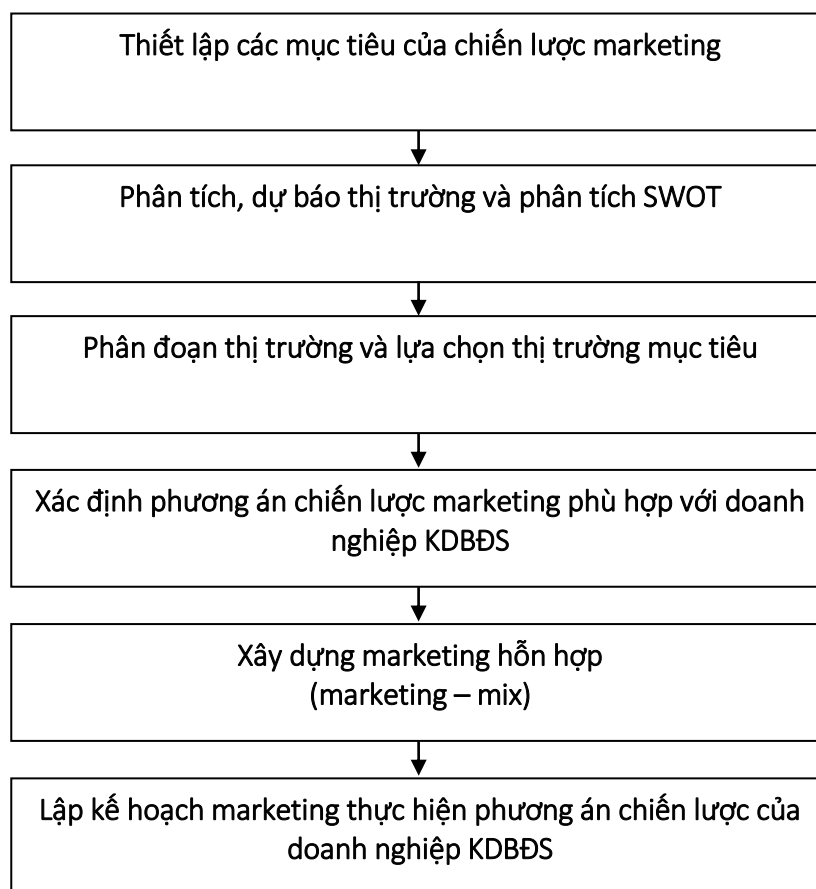 Thiết lập các mục tiêu của chiến lược marketing
Phân tích, dự báo thị trường và phân tích SWOT
Phân đoạn thị trường và lựa chọn thị trường mục tiêu
Xác định phương án chiến lược marketing phù hợp với doanh
nghiệp KDBĐS
Xây dựng marketing hỗn hợp
(marketing – mix)
Lập kế hoạch marketing thực hiện phương án chiến lược của
doanh nghiệp KDBĐS